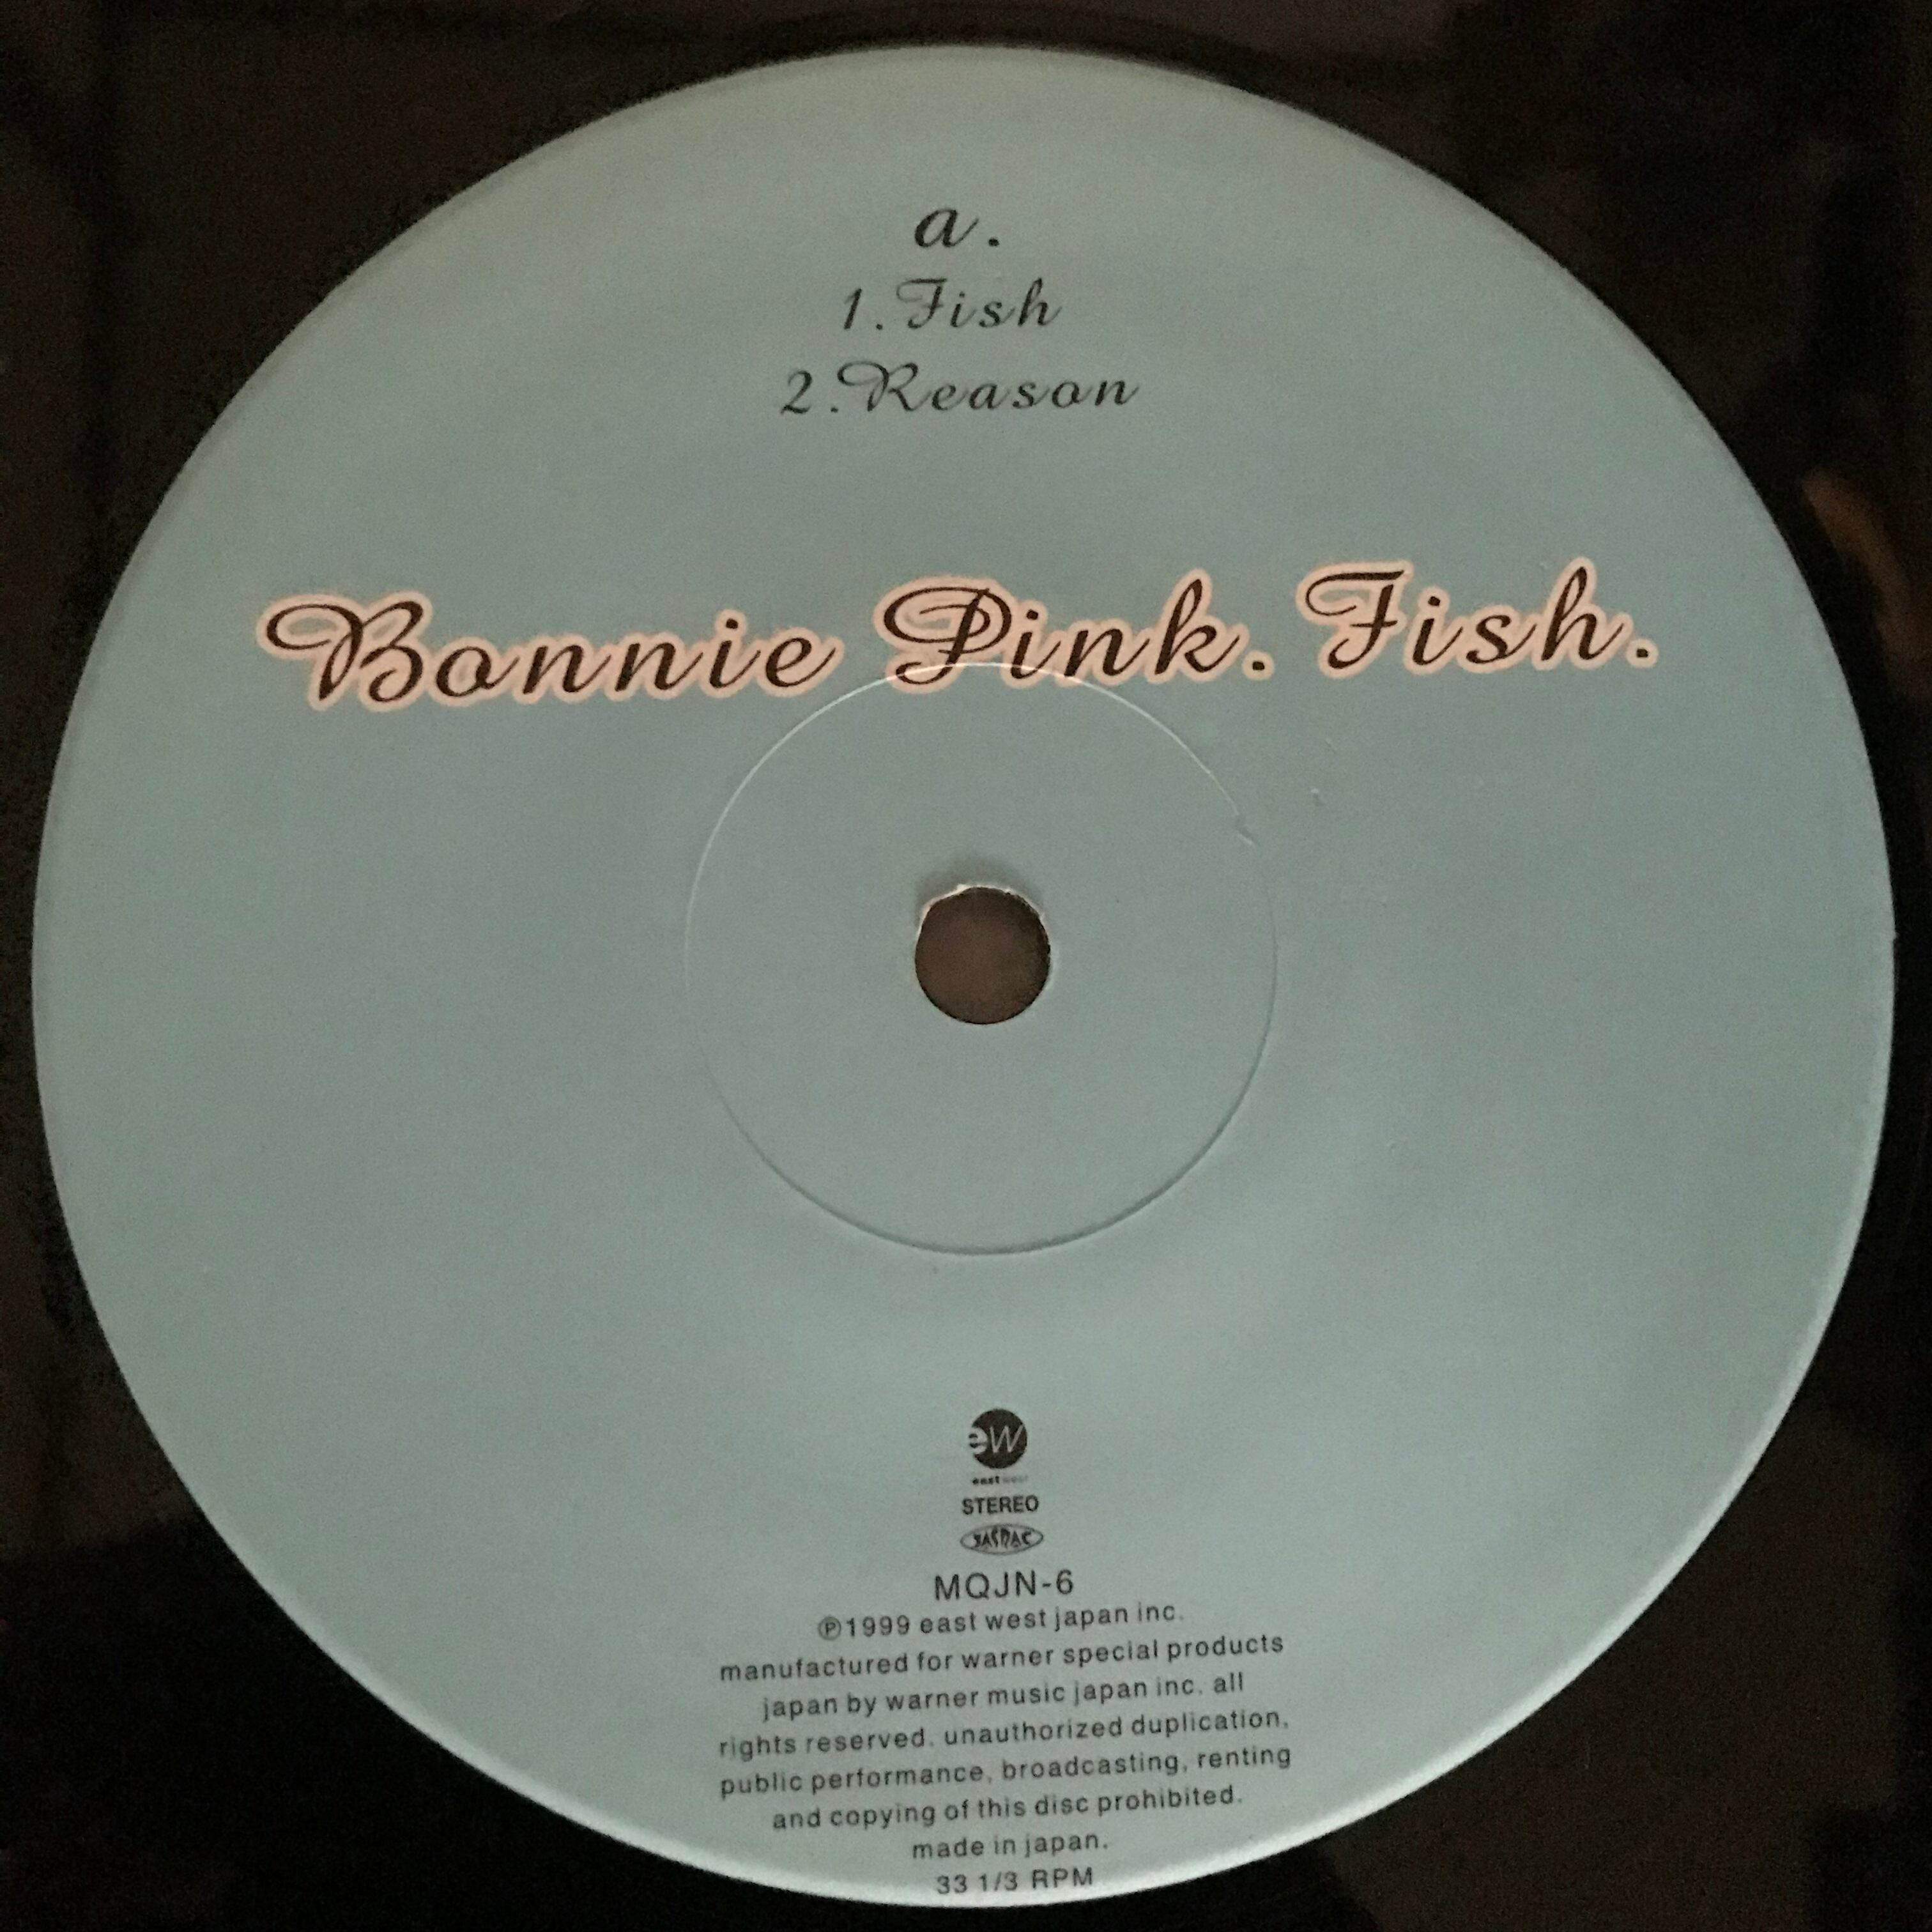 a.
1. Fish
2. Reason
Bonnie Pink. Fish.
ew
east west
STEREO
JASRAC
MQJN-6
℗1999 east west japan inc.
manufactured for warner special products
japan by warner music japan inc. all
rights reserved. unauthorized duplication,
public performance, broadcasting, renting
and copying of this disc prohibited.
made in japan.
33 1/3 RPM